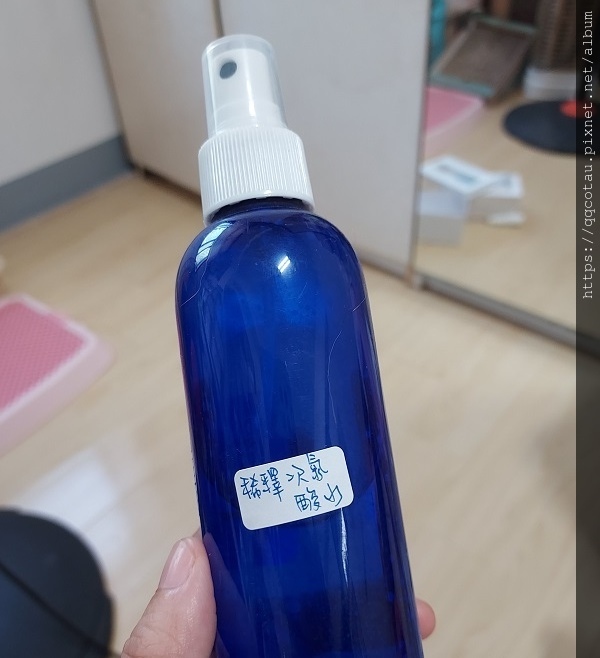 稀釋次氯
酸水
https://qqcotau.pixnet.net/album